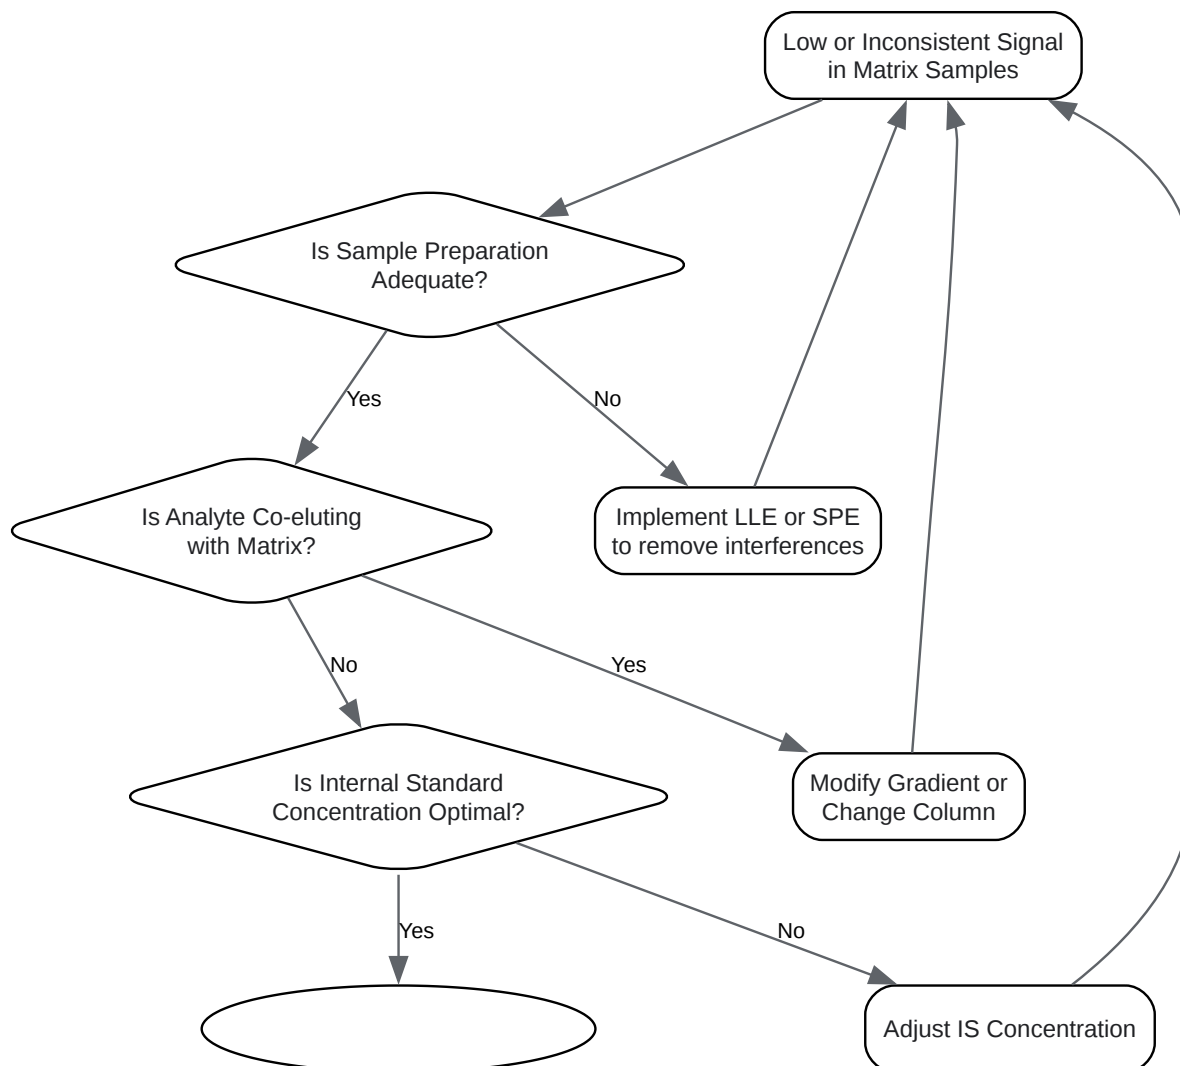 Low or Inconsistent Signal
in Matrix Samples
Is Sample Preparation
Adequate?
Yes
No
Is Analyte Co-eluting
with Matrix?
Implement LLE or SPE
to remove interferences
No
Yes
Is Internal Standard
Concentration Optimal?
Modify Gradient or
Change Column
Yes
No
Adjust IS Concentration